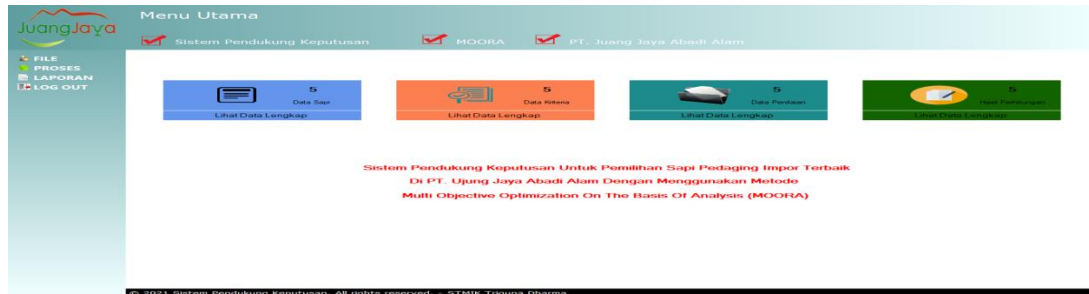 JuangJaya
Menu Utama
Sistem Pendukung Keputusan MOORA PT. Juang Jaya Abadi Alam
FILE
PROSES
LAPORAN
LOG OUT
5
Data Sapi
Lihat Data Lengkap
5
Data Kriteria
Lihat Data Lengkap
5
Data Penilaian
Lihat Data Lengkap
5
Hasil Perhitungan
Lihat Data Lengkap
Sistem Pendukung Keputusan Untuk Pemilihan Sapi Pedaging Impor Terbaik
Di PT. Ujung Jaya Abadi Alam Dengan Menggunakan Metode
Multi Objective Optimization On The Basis Of Analysis (MOORA)
© 2021 Sistem Pendukung Keputusan. All rights reserved. - STMIK Triguna Dharma